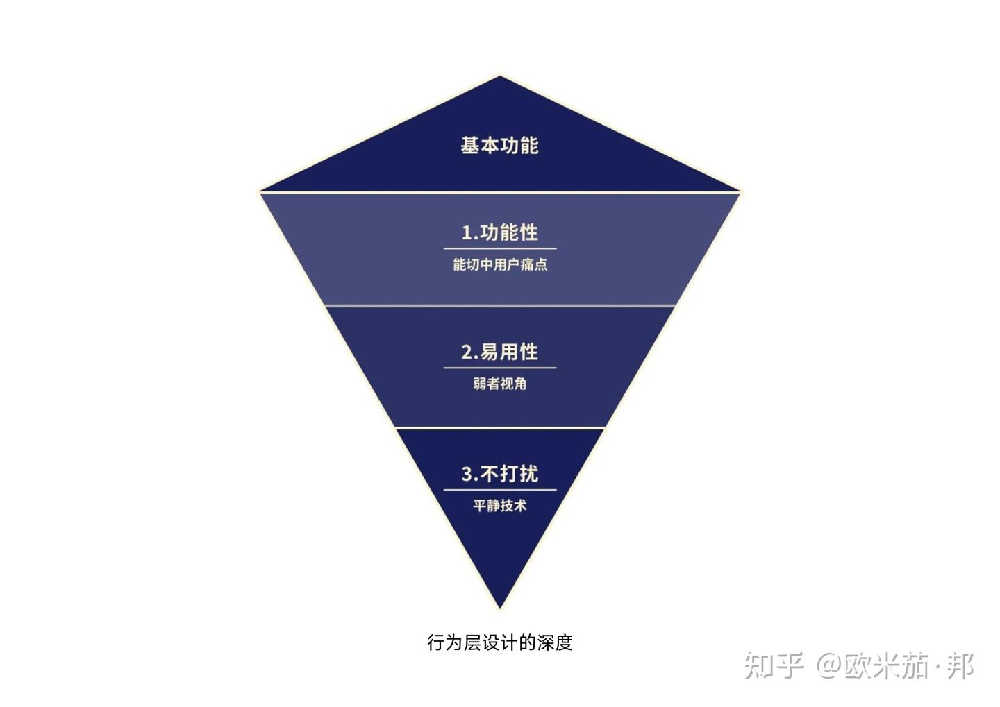 基本功能
1.功能性
能切中用户痛点
2.易用性
弱者视角
3.不打扰
平静技术
行为层设计的深度
知乎 @欧米茄·邦